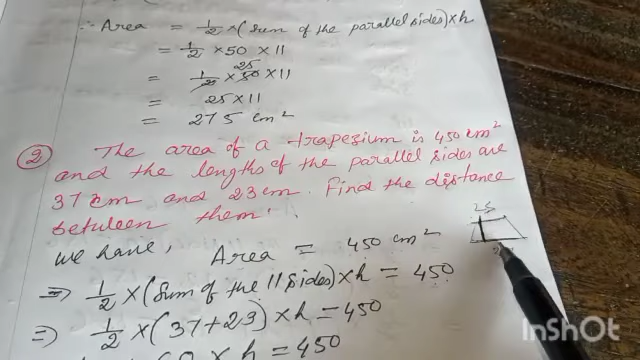 ∴ Area = 1/2 × (sum of the parallel sides) × h
= 1/2 × 50 × 11
= 1/2 × 50 25 × 11
= 25 × 11
= 275 cm²
② The area of a trapezium is 450 cm²
and the lengths of the parallel sides are
37 cm and 23 cm. Find the distance
between them.
we have, Area = 450 cm²
⇒ 1/2 × (sum of the 11 sides) × h = 450
⇒ 1/2 × (37+23) × h = 450
× h = 450
InShOt